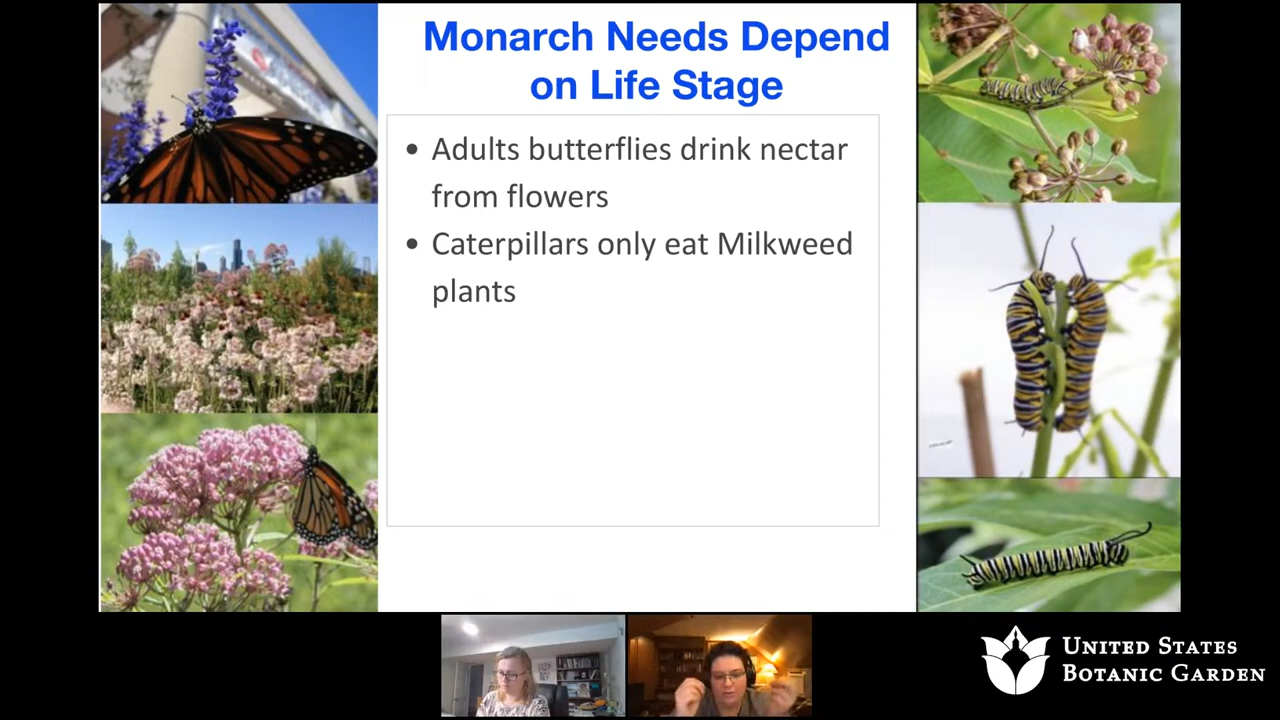 Monarch Needs Depend
on Life Stage
• Adults butterflies drink nectar
from flowers
• Caterpillars only eat Milkweed
plants
United States
Botanic Garden